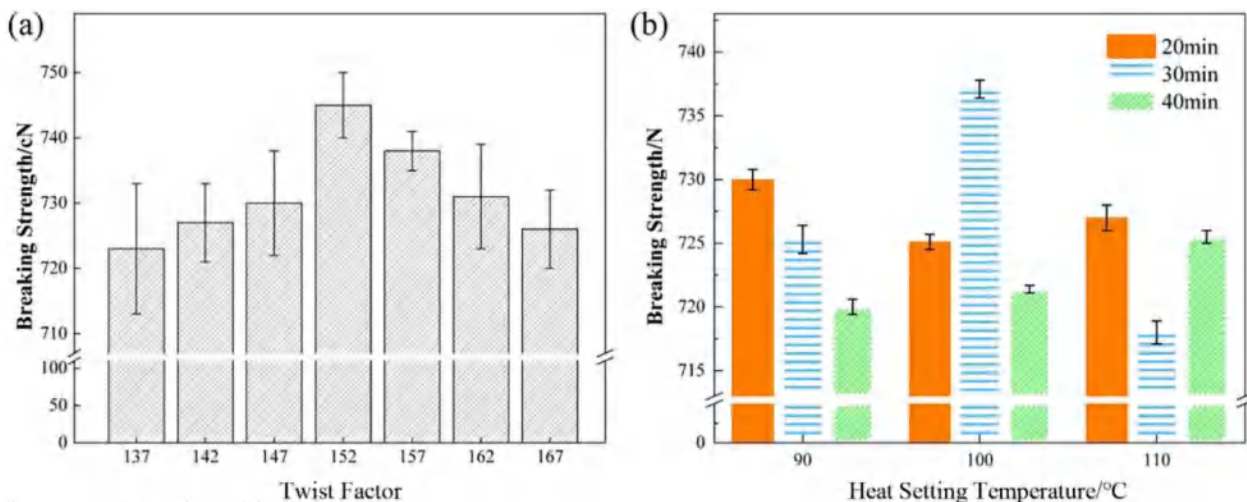 (a)
Breaking Strength/cN
750
740
730
720
710
100
50
0
137 142 147 152 157 162 167
Twist Factor
(b)
Breaking Strength/N
740
735
730
725
720
715
0
20min
30min
40min
90 100 110
Heat Setting Temperature/°C